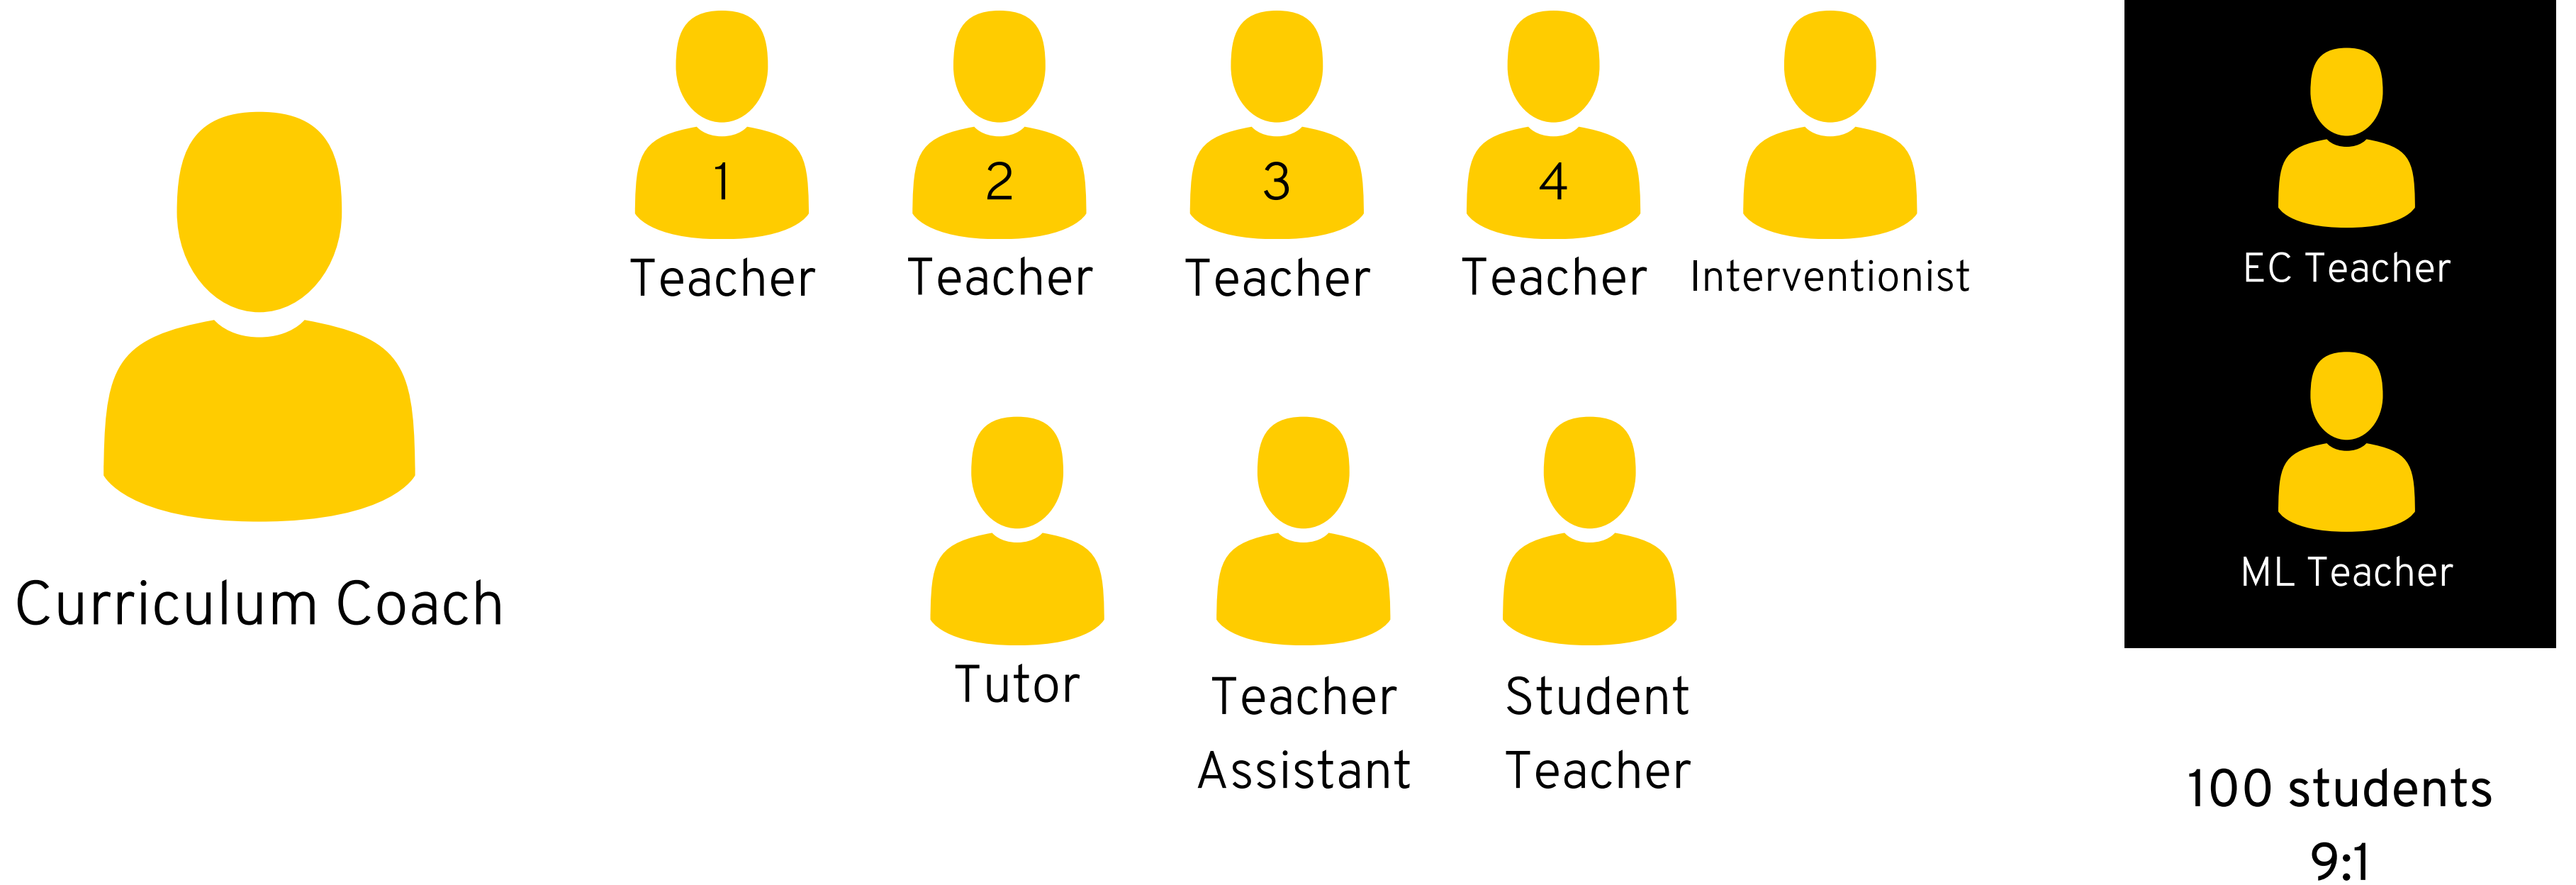 1
2
3
4
Teacher
Teacher
Teacher
Teacher
Interventionist
EC Teacher
Curriculum Coach
Tutor
Teacher
Assistant
Student
Teacher
ML Teacher
100 students
9:1